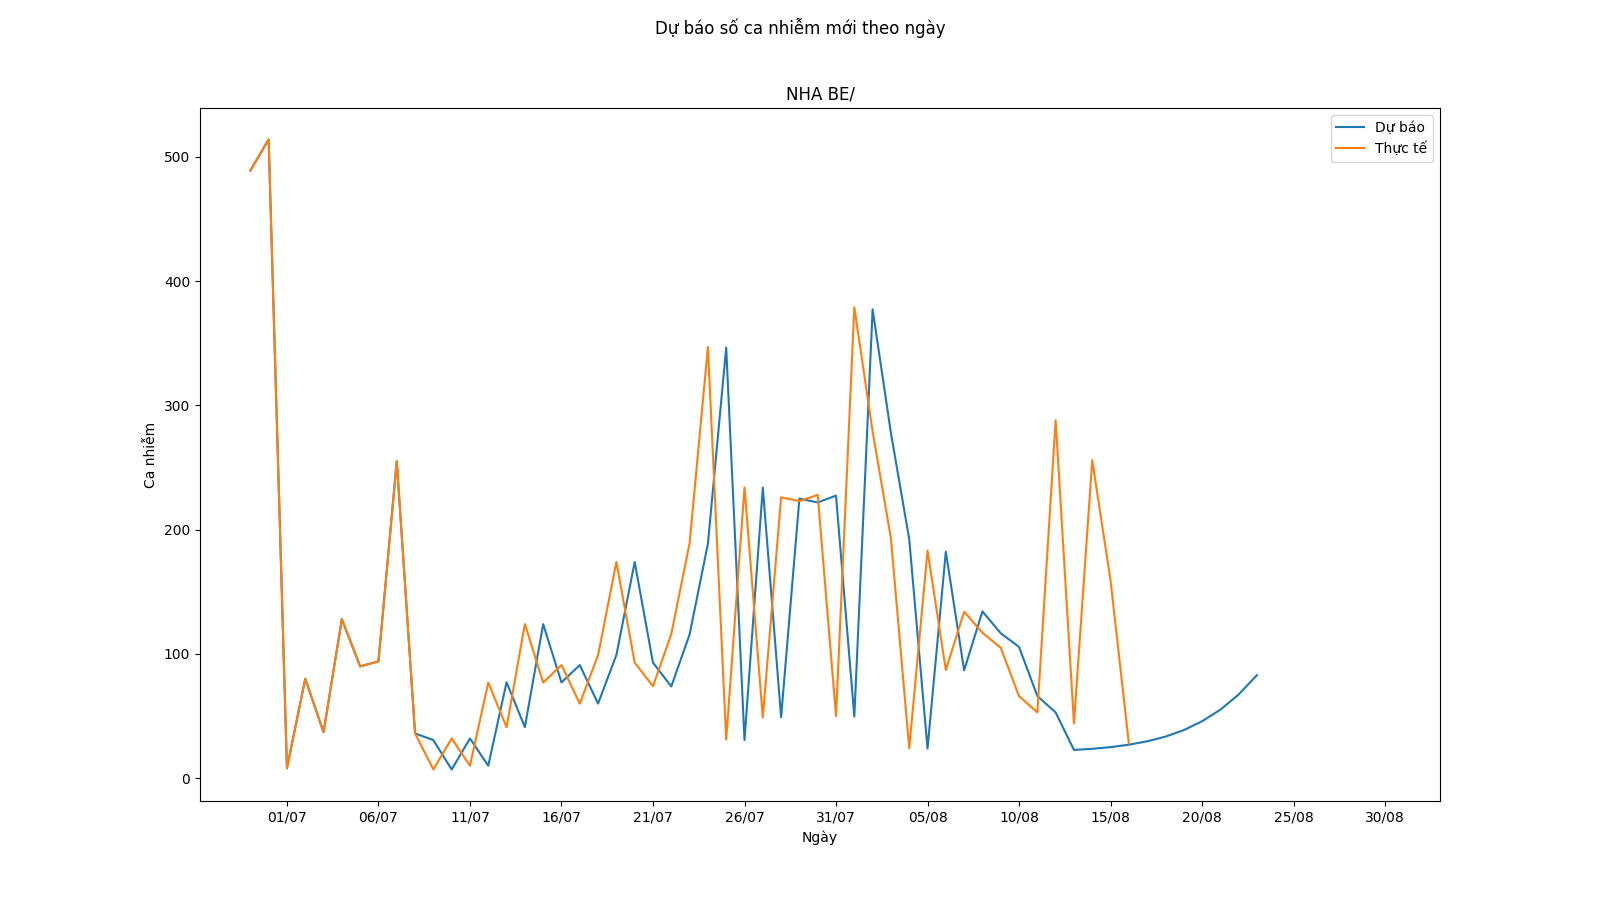 Dự báo số ca nhiễm mới theo ngày
NHA BE/
Dự báo
Thực tế
500
400
300
200
100
0
Ca nhiễm
01/07 06/07 11/07 16/07 21/07 26/07 31/07 05/08 10/08 15/08 20/08 25/08 30/08
Ngày